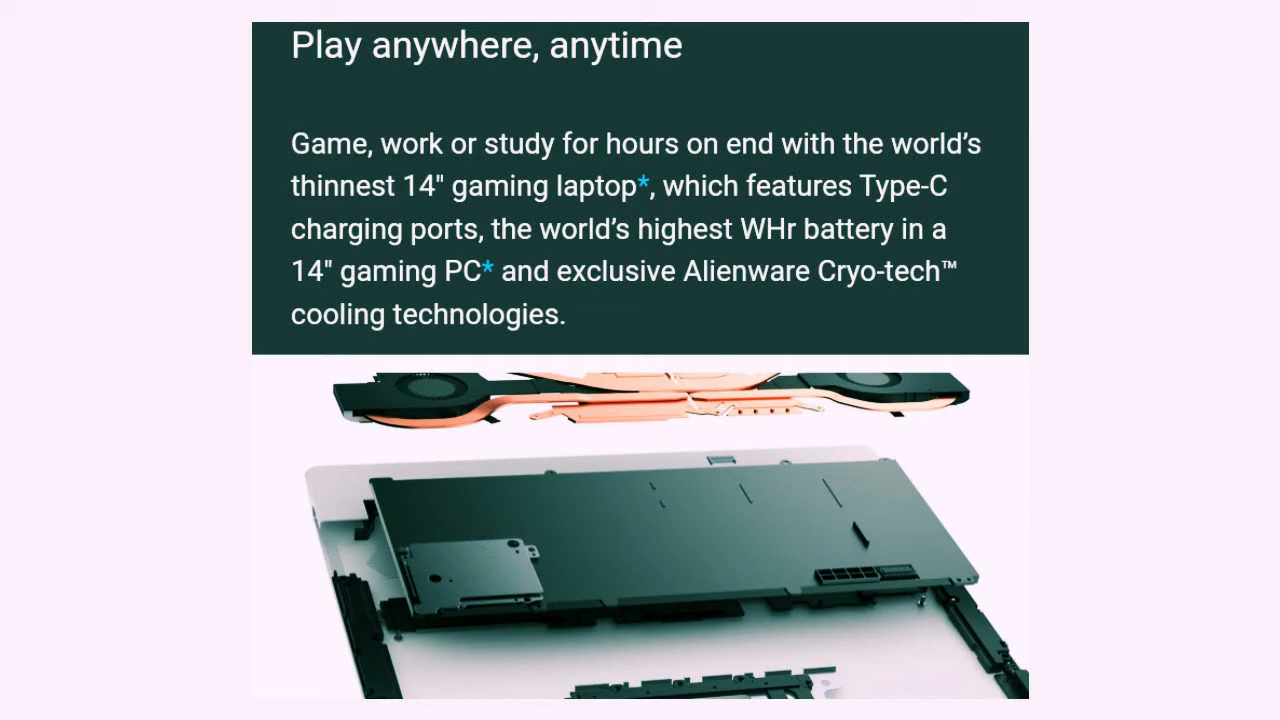 Play anywhere, anytime
Game, work or study for hours on end with the world’s
thinnest 14" gaming laptop*, which features Type-C
charging ports, the world’s highest WHr battery in a
14" gaming PC* and exclusive Alienware Cryo-tech™
cooling technologies.